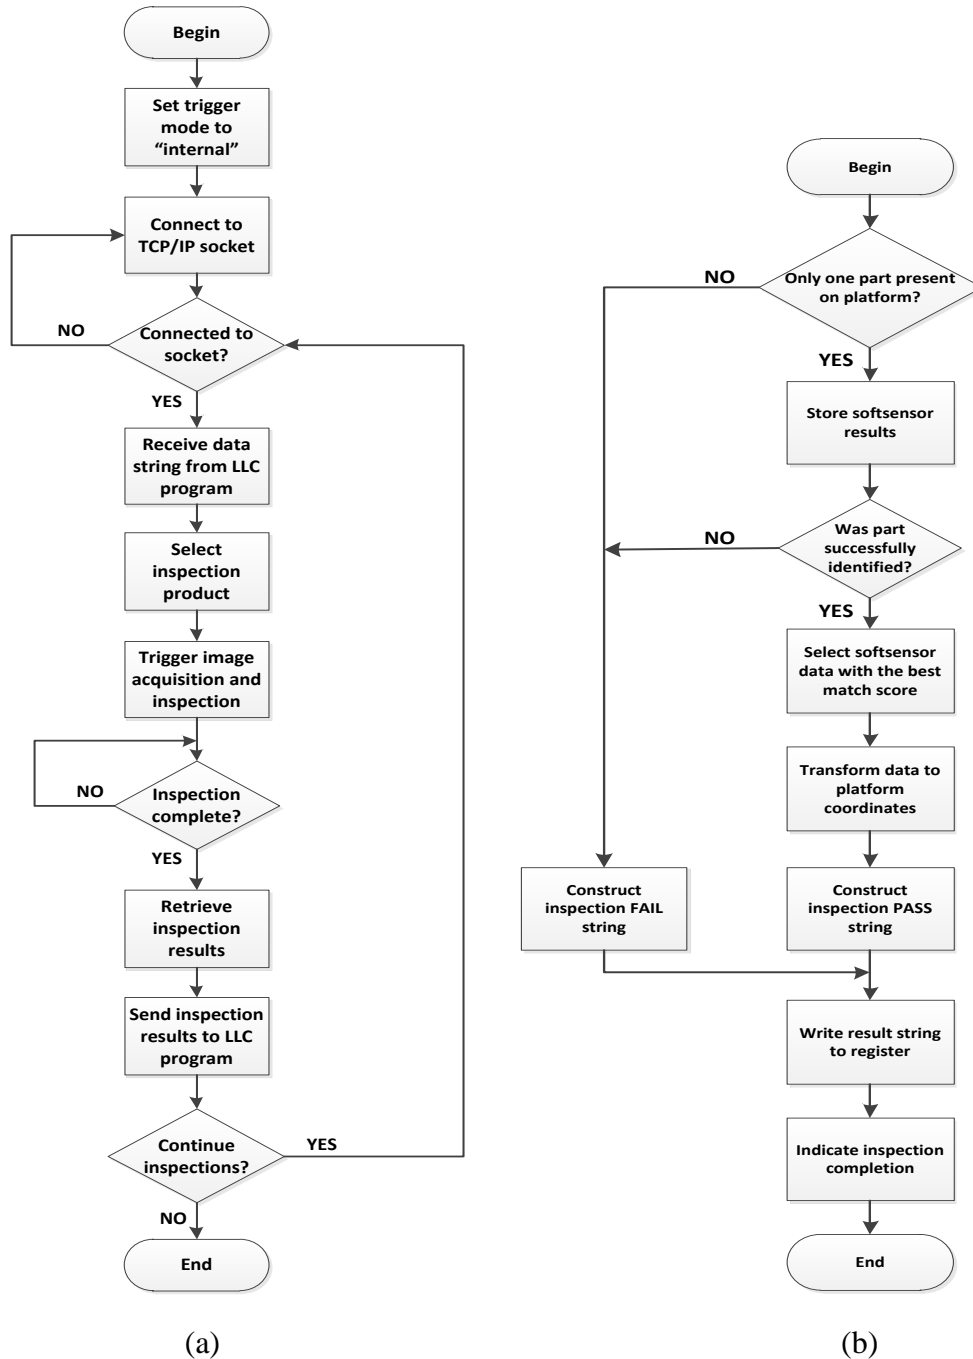 Begin
Set trigger
mode to
“internal”
Connect to
TCP/IP socket
NO
Connected to
socket?
YES
Receive data
string from LLC
program
Select
inspection
product
Trigger image
acquisition and
inspection
NO
Inspection
complete?
YES
Retrieve
inspection
results
Send inspection
results to LLC
program
Continue
inspections?
YES
NO
End
(a)
Begin
Only one part present
on platform?
NO
YES
Store softsensor
results
Was part
successfully
identified?
NO
YES
Select softsensor
data with the best
match score
Transform data to
platform
coordinates
Construct
inspection FAIL
string
Construct
inspection PASS
string
Write result string
to register
Indicate inspection
completion
End
(b)